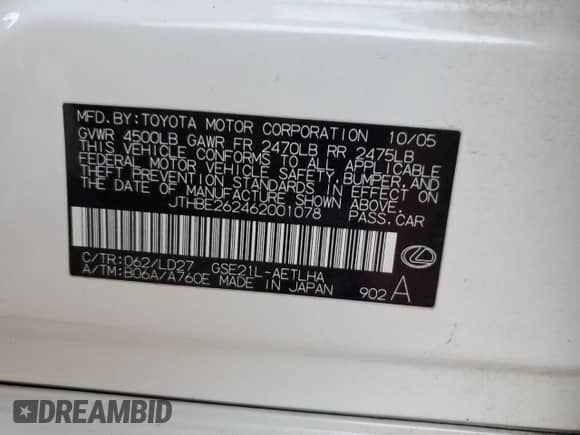 MFD.BY:TOYOTA MOTOR CORPORATION 10/05
GVWR 4500LB GAWR FR 2470LB RR 2475LB
THIS VEHICLE CONFORMS TO ALL APPLICABLE
FEDERAL MOTOR VEHICLE SAFETY,BUMPER,AND
THEFT PREVENTION STANDARDS IN EFFECT ON
THE DATE OF MANUFACTURE SHOWN ABOVE.
JTHBE262462001078 PASS.CAR
C/TR:062/LD27 GSE21L-AETLHA
A/TM:B06A/A760E MADE IN JAPAN 902 A
DREAMBID